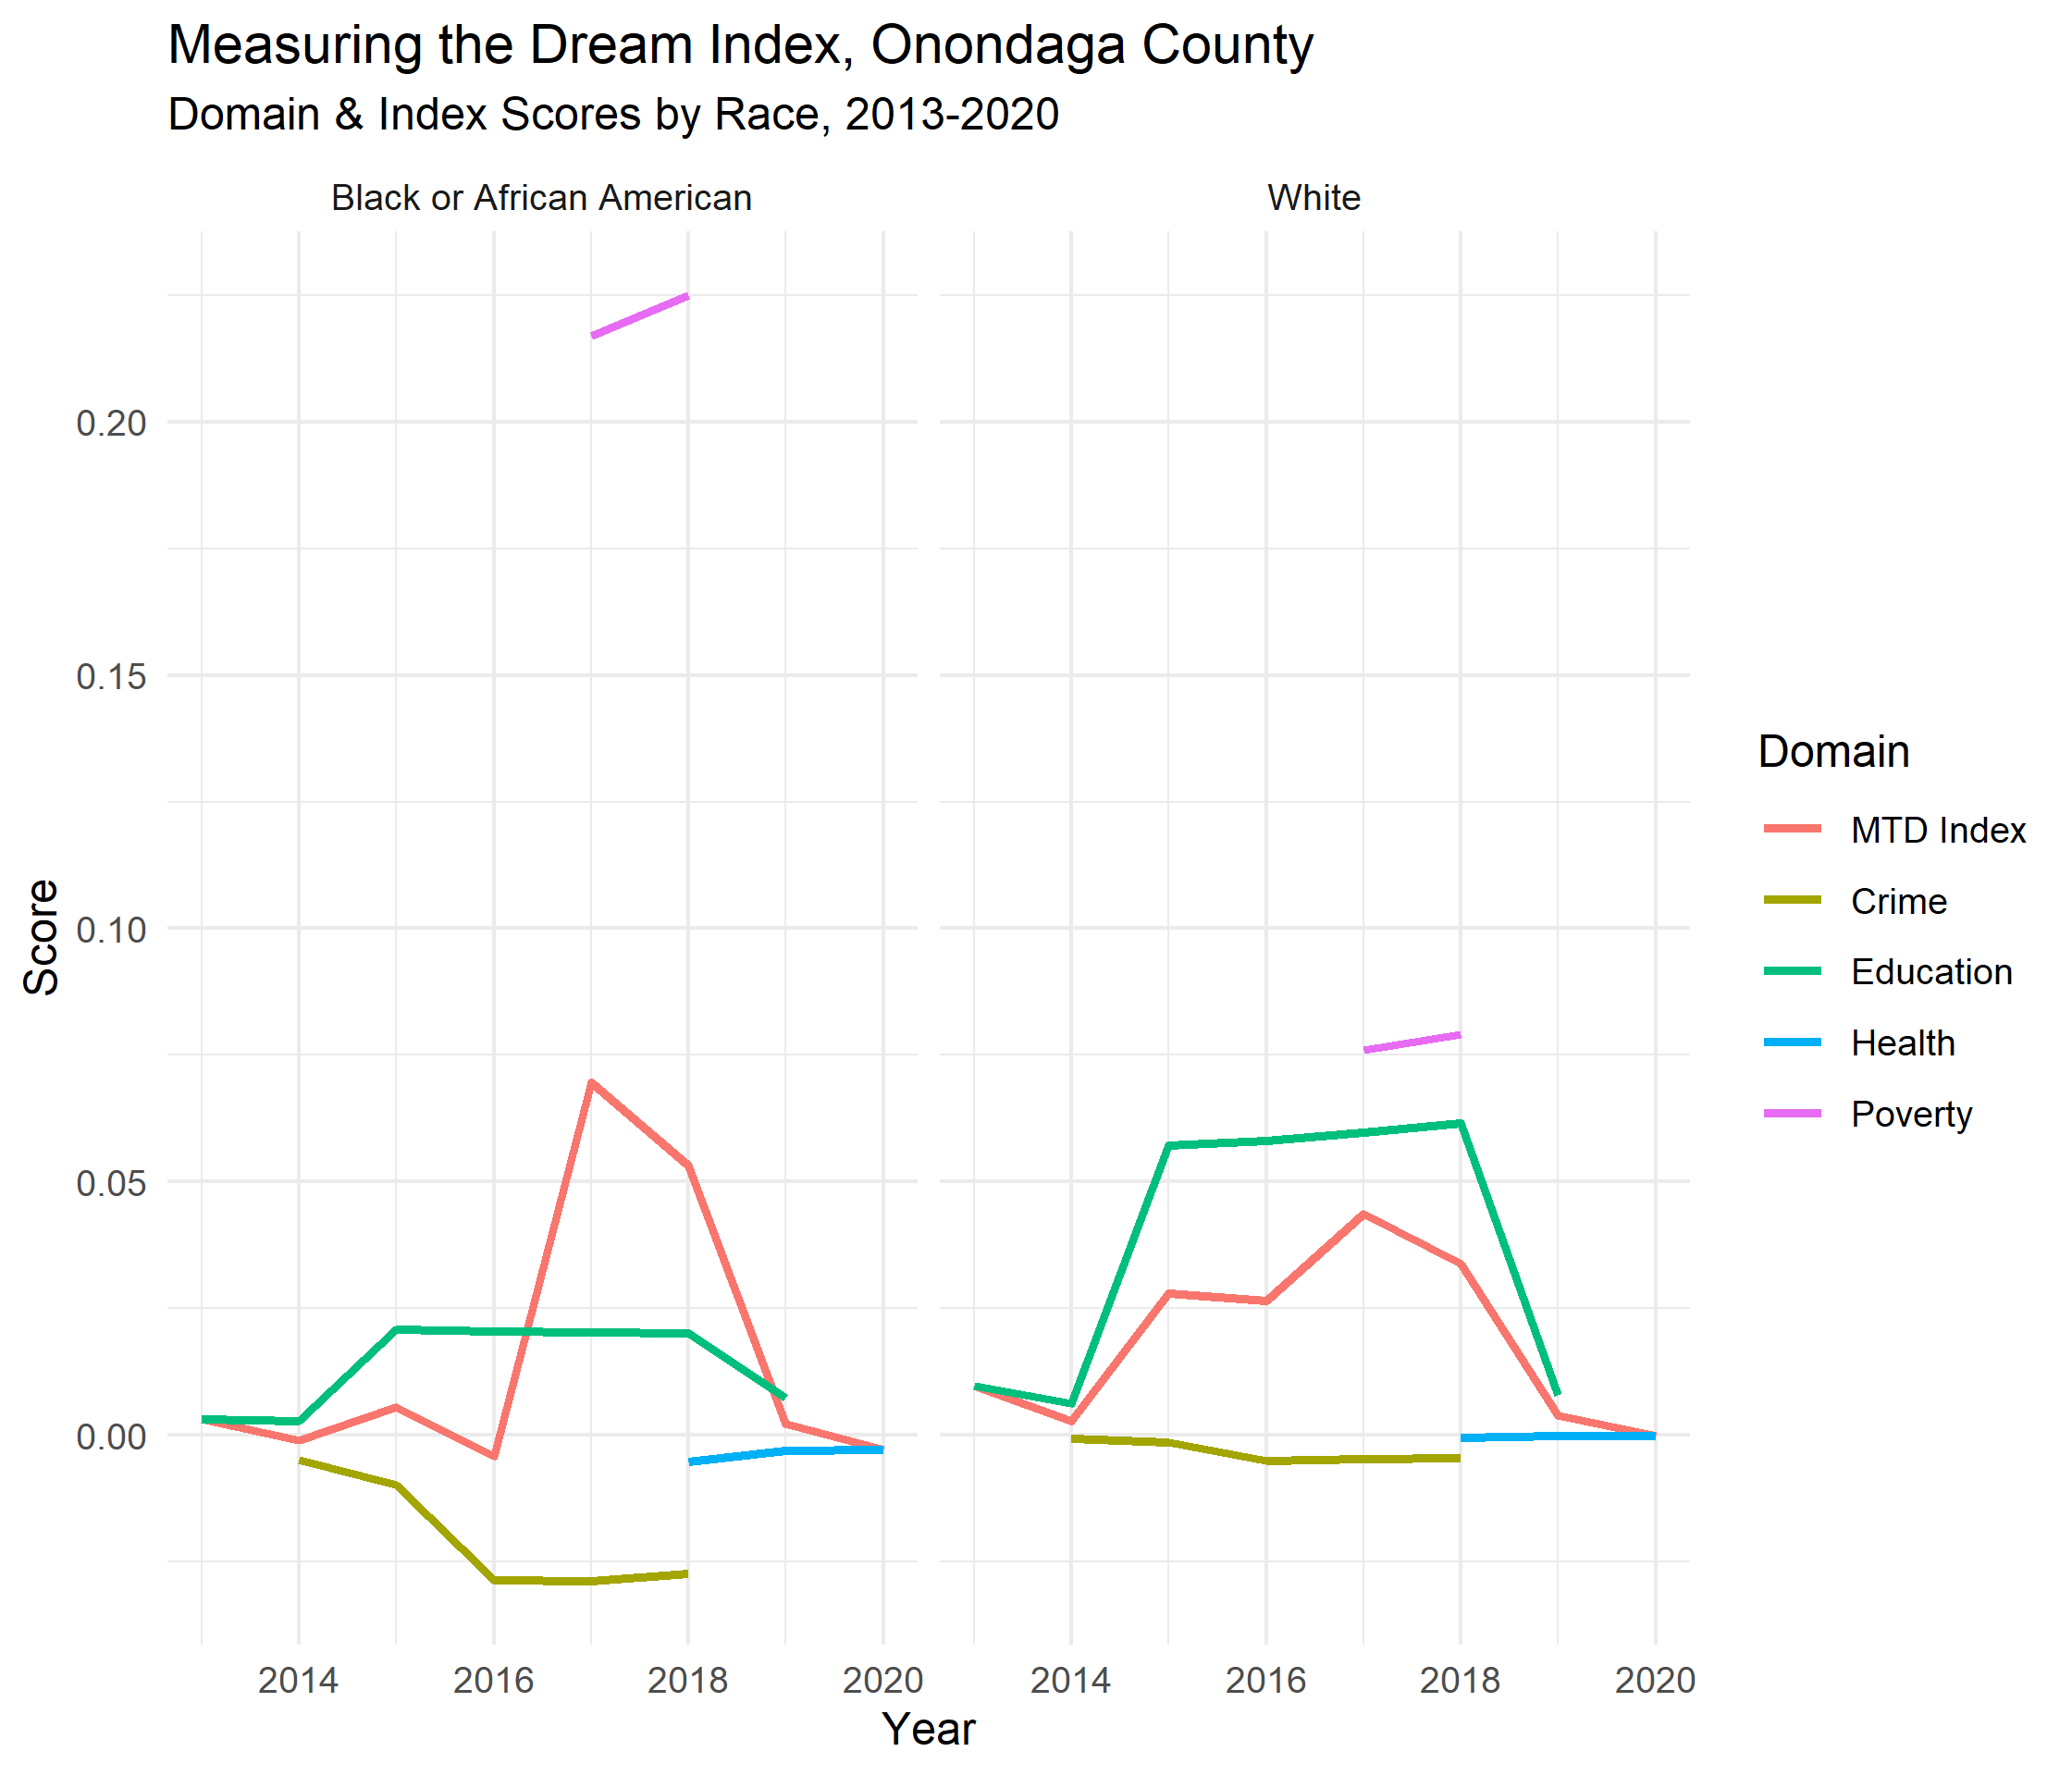 Measuring the Dream Index, Onondaga County
Domain & Index Scores by Race, 2013-2020
Black or African American
White
0.20
0.15
0.10
0.05
0.00
Score
2014 2016 2018 2020
2014 2016 2018 2020
Year
Domain
MTD Index
Crime
Education
Health
Poverty